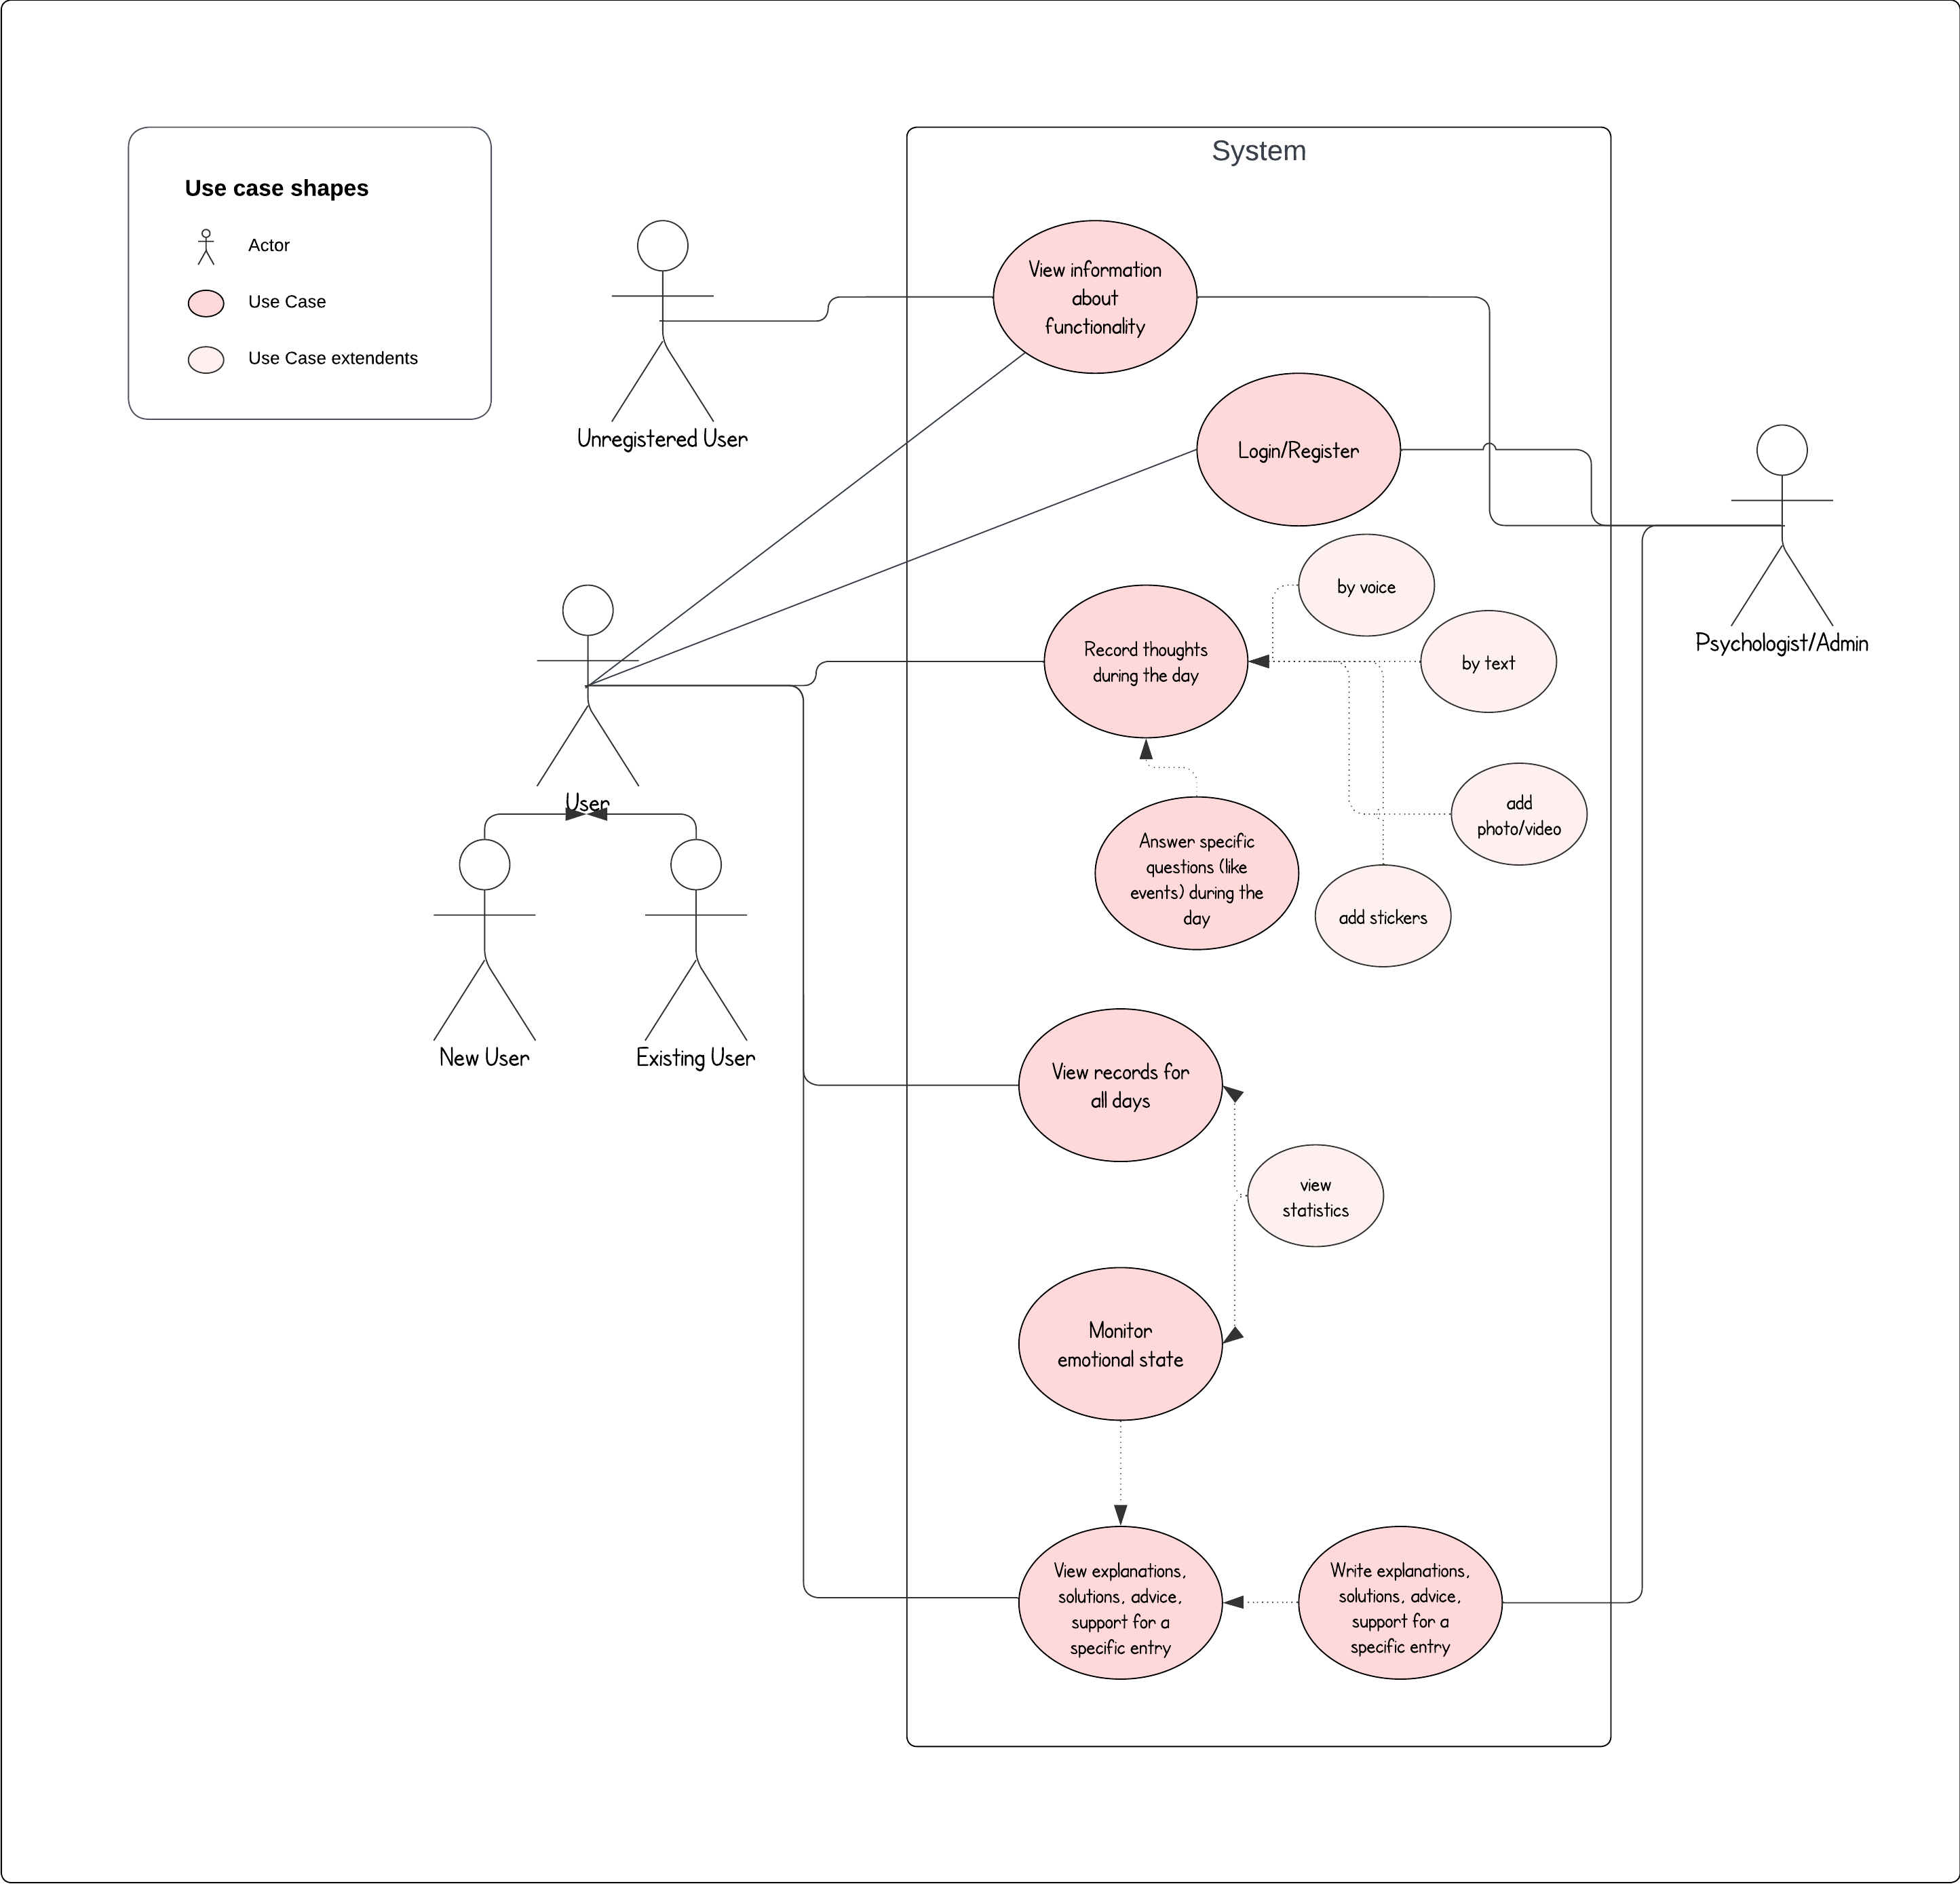 System
Use case shapes
Actor
Use Case
Use Case extendents
Unregistered User
View information
about
functionality
Login/Register
Psychologist/Admin
by voice
Record thoughts
during the day
by text
User
add
photo/video
Answer specific
questions (like
events) during the
day
add stickers
New User
Existing User
View records for
all days
view
statistics
Monitor
emotional state
View explanations,
solutions, advice,
support for a
specific entry
Write explanations,
solutions, advice,
support for a
specific entry